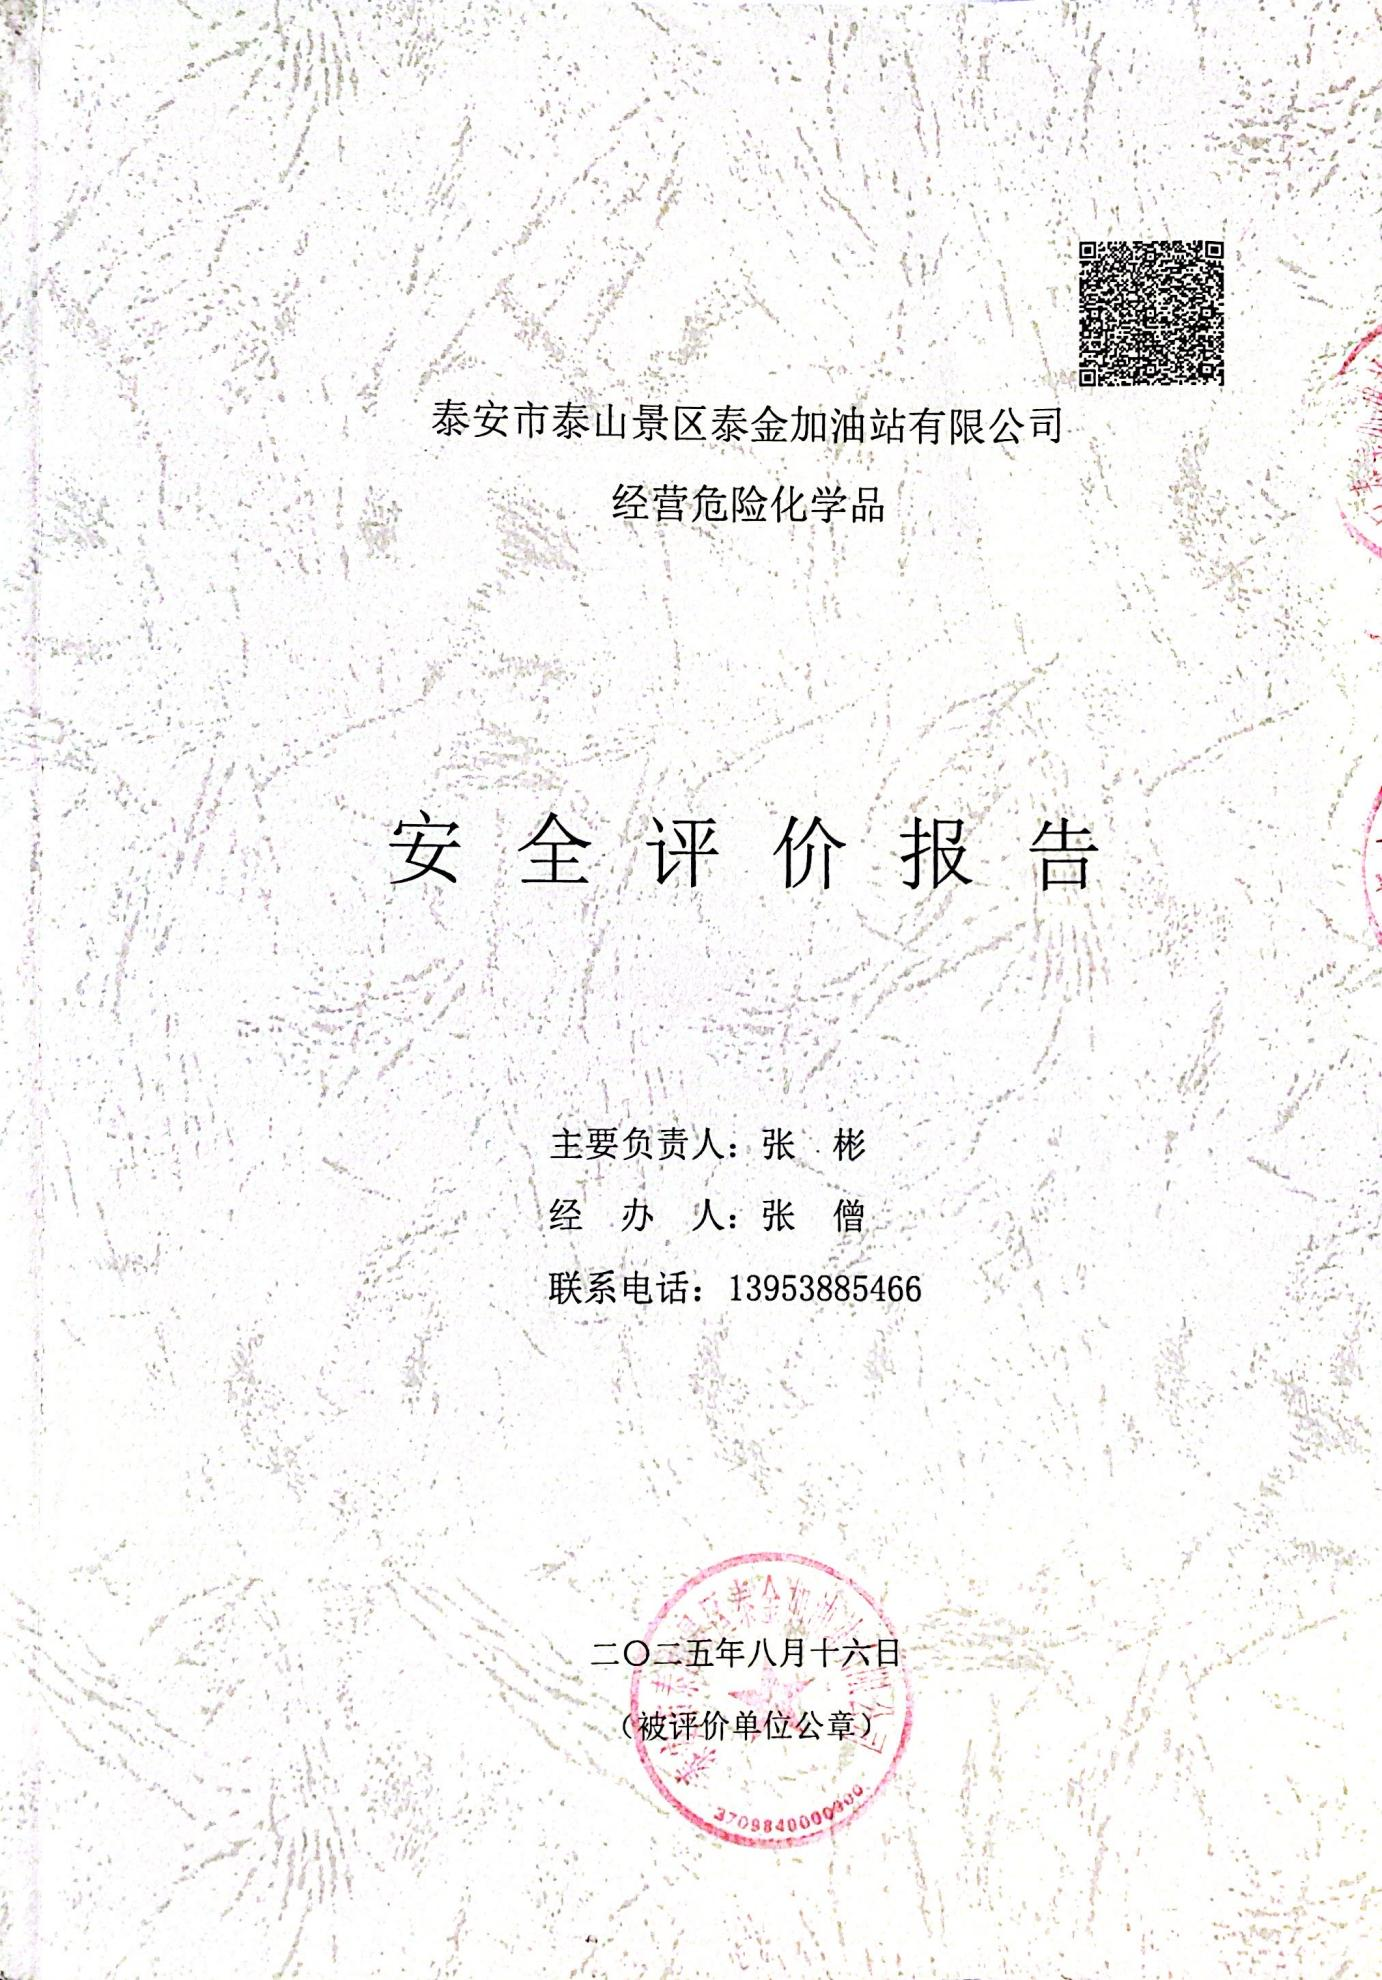 泰安市泰山景区泰金加油站有限公司
经营危险化学品
安全评价报告
主要负责人：张 彬
经 办 人：张 僧
联系电话：13953885466
二〇二五年八月十六日
（被评价单位公章）